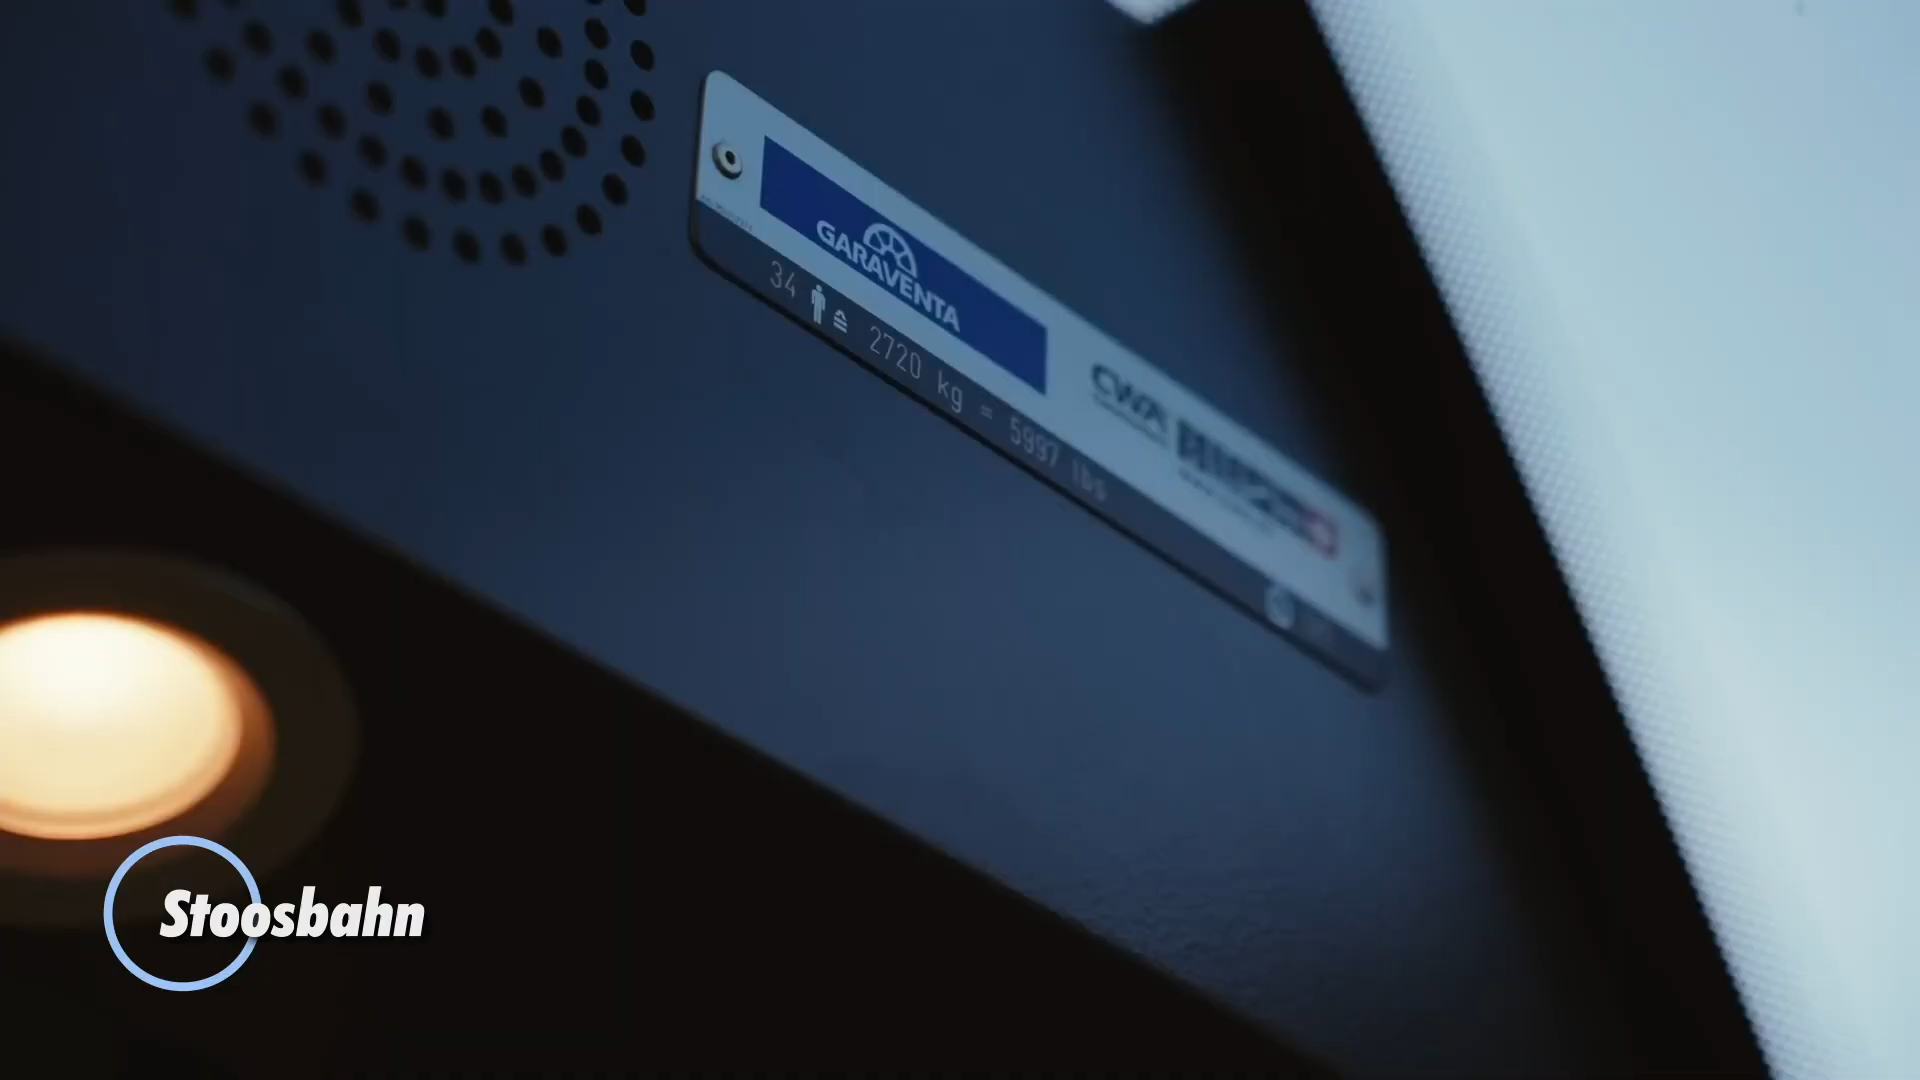 GARAVENTA
34 ≙ 2720 kg = 5997 lbs
CWA
Stoosbahn